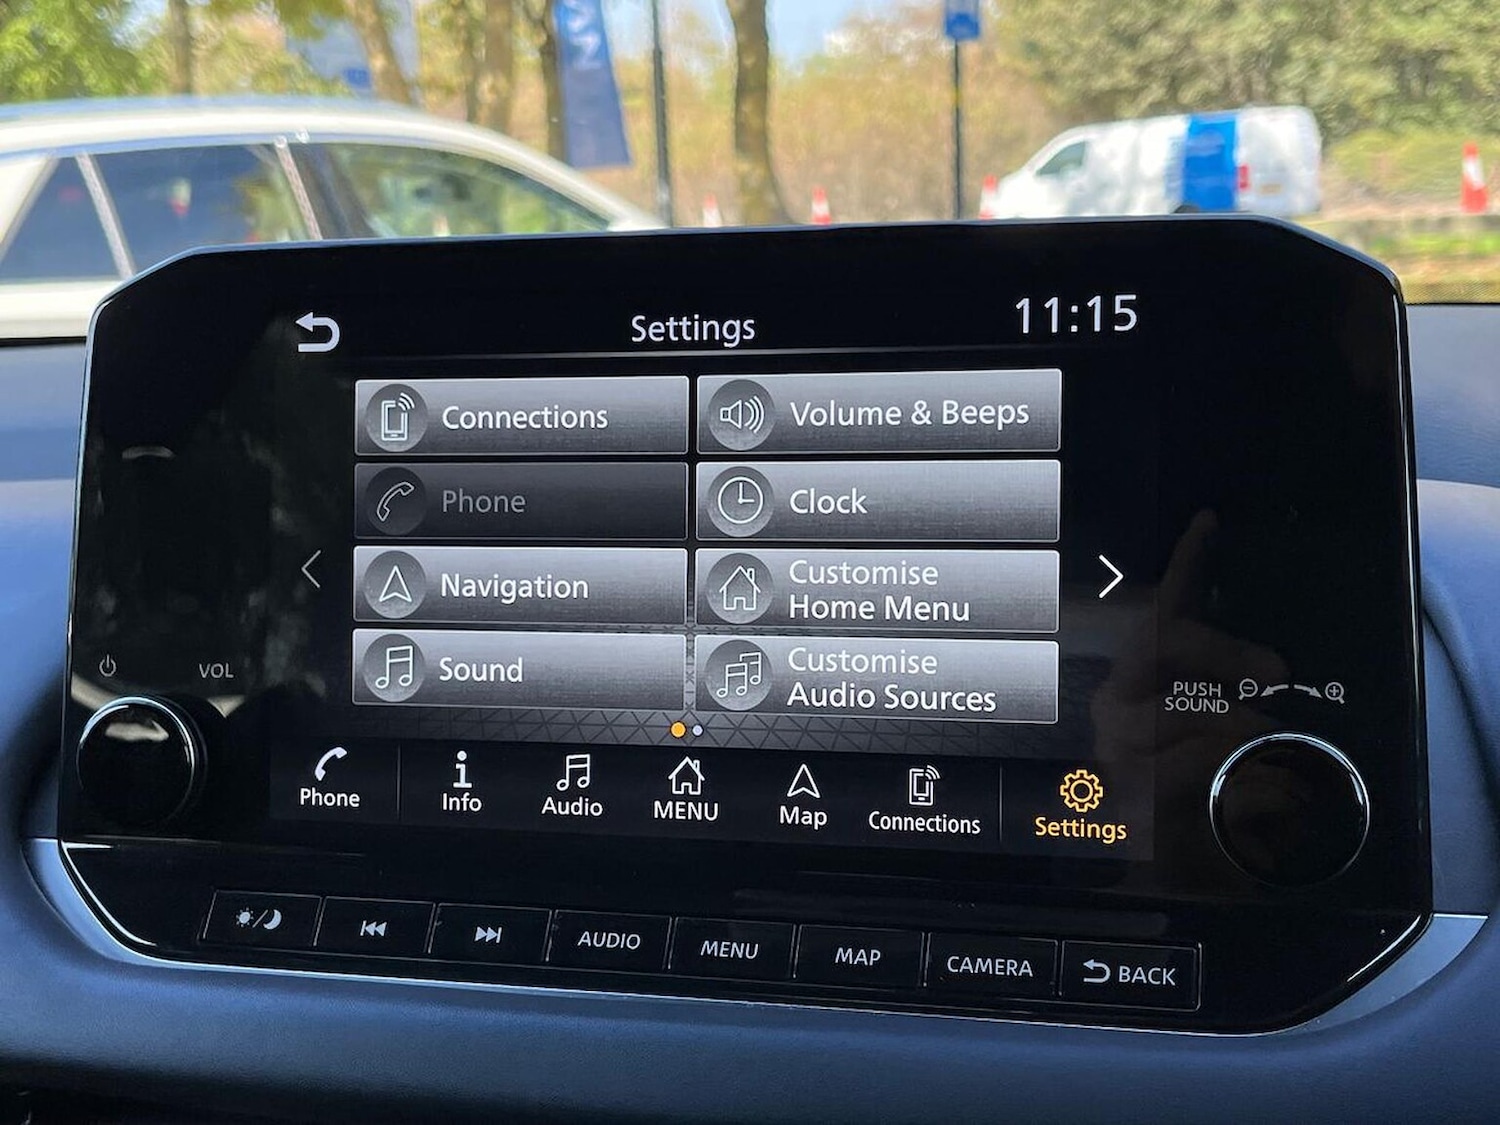 Settings
11:15
Connections
Volume & Beeps
Phone
Clock
Navigation
Customise
Home Menu
Sound
Customise
Audio Sources
VOL
PUSH
SOUND
Phone
Info
Audio
MENU
Map
Connections
Settings
AUDIO
MENU
MAP
CAMERA
BACK